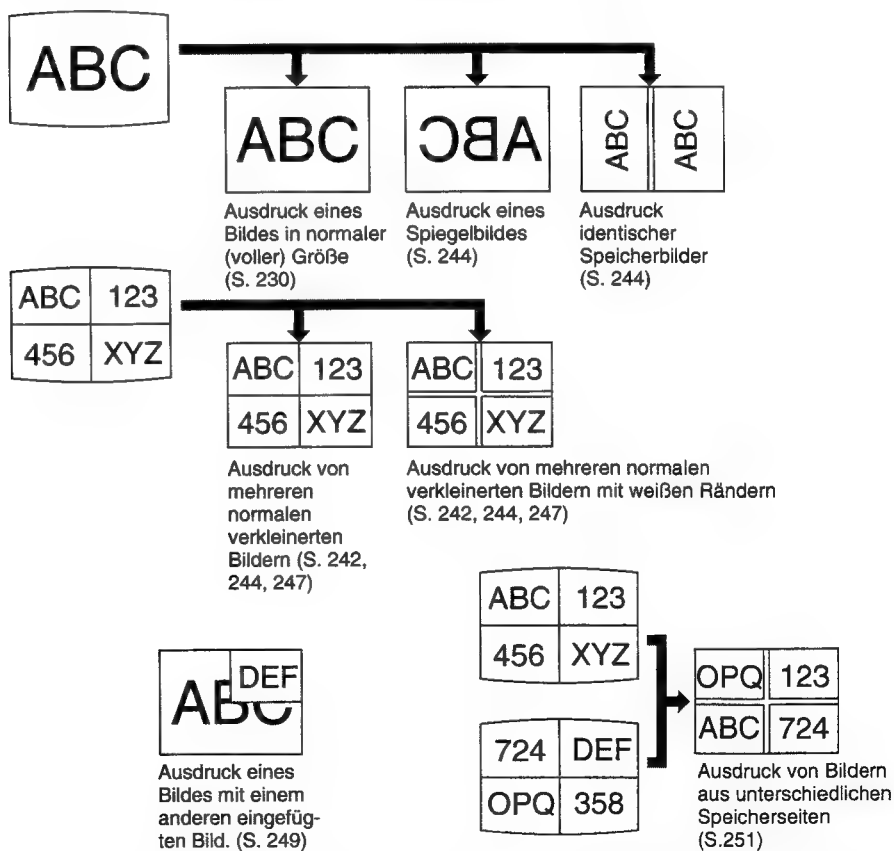 ABC
ABC
ABC
ABC
ABC
Ausdruck eines
Bildes in normaler
(voller) Größe
(S. 230)
Ausdruck eines
Spiegelbildes
(S. 244)
Ausdruck
identischer
Speicherbilder
(S. 244)
ABC 123
456 XYZ
ABC 123
456 XYZ
ABC 123
456 XYZ
Ausdruck von
mehreren
normalen
verkleinerten
Bildern (S. 242,
244, 247)
Ausdruck von mehreren normalen
verkleinerten Bildern mit weißen Rändern
(S. 242, 244, 247)
DEF
ABC
Ausdruck eines
Bildes mit einem
anderen eingefüg-
ten Bild. (S. 249)
ABC 123
456 XYZ
724 DEF
OPQ 358
OPQ 123
ABC 724
Ausdruck von Bildern
aus unterschiedlichen
Speicherseiten
(S.251)